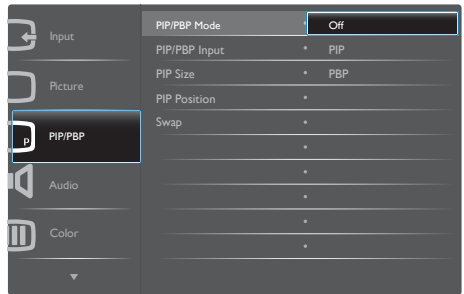 Input
Picture
P
PIP/PBP
Audio
Color
PIP/PBP Mode
PIP/PBP Input
PIP Size
PIP Position
Swap
Off
PIP
PBP